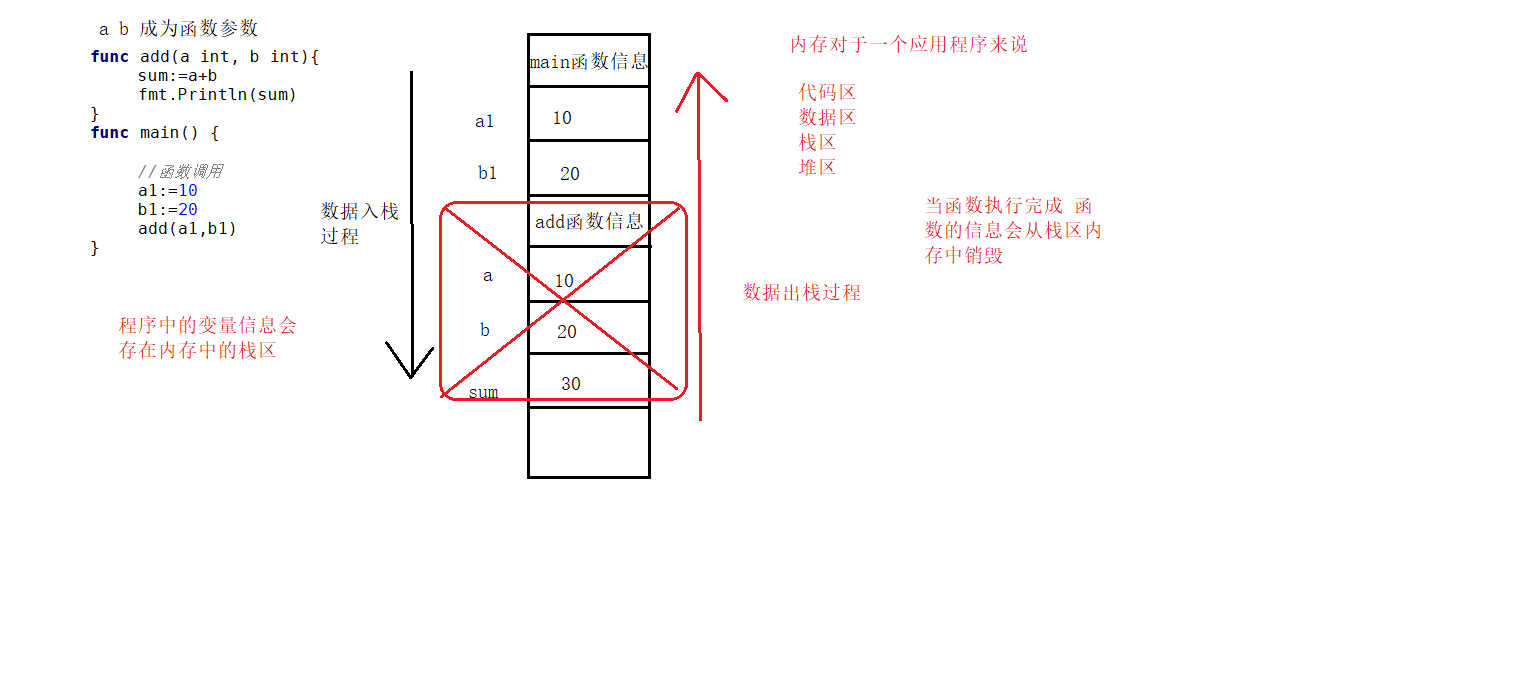 a b 成为函数参数
func add(a int, b int){
sum:=a+b
fmt.Println(sum)
}
func main() {
//函数调用
a1:=10
b1:=20
add(a1,b1)
}
程序中的变量信息会
存在内存中的栈区
数据入栈
过程
main函数信息
a1 10
b1 20
add函数信息
a 10
b 20
sum 30
内存对于一个应用程序来说
代码区
数据区
栈区
堆区
当函数执行完成 函
数的信息会从栈区内
存中销毁
数据出栈过程